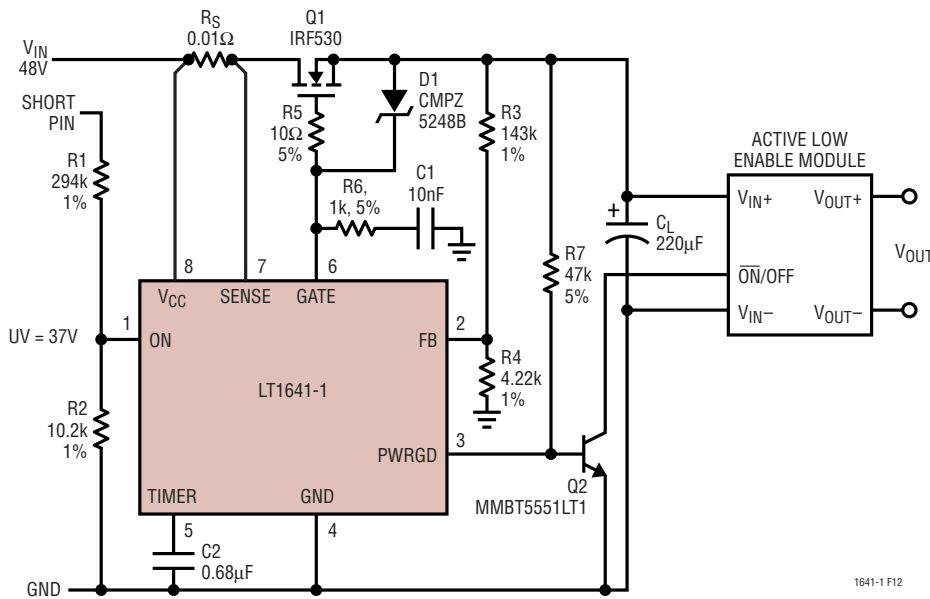 RS
0.01Ω
Q1
IRF530
VIN
48V
SHORT
PIN
R1
294k
1%
R5
10Ω
5%
D1
CMPZ
5248B
R3
143k
1%
R6,
1k, 5%
C1
10nF
ACTIVE LOW
ENABLE MODULE
VIN+
VOUT+
+
CL
220µF
ON/OFF
VOUT
VIN–
VOUT–
R7
47k
5%
8
7
6
VCC
SENSE
GATE
UV = 37V
1
ON
FB
2
LT1641-1
R4
4.22k
1%
R2
10.2k
1%
PWRGD
3
Q2
MMBT5551LT1
TIMER
GND
5
4
C2
0.68µF
GND
1641-1 F12